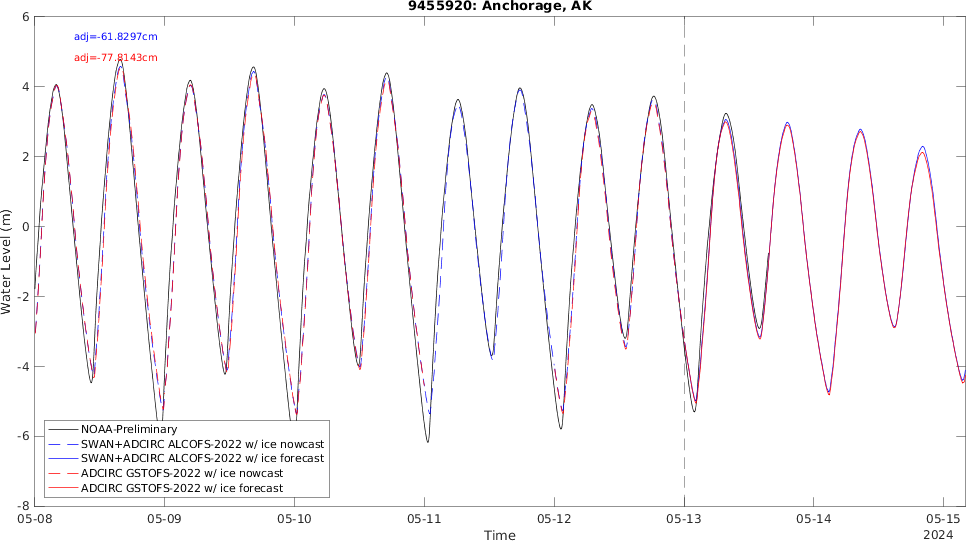 9455920: Anchorage, AK
adj=-61.8297cm
adj=-77.8143cm
Water Level (m)
6
4
2
0
-2
-4
-6
-8
NOAA-Preliminary
SWAN+ADCIRC ALCOFS-2022 w/ ice nowcast
SWAN+ADCIRC ALCOFS-2022 w/ ice forecast
ADCIRC GSTOFS-2022 w/ ice nowcast
ADCIRC GSTOFS-2022 w/ ice forecast
05-08 05-09 05-10 05-11 05-12 05-13 05-14 05-15
Time
2024